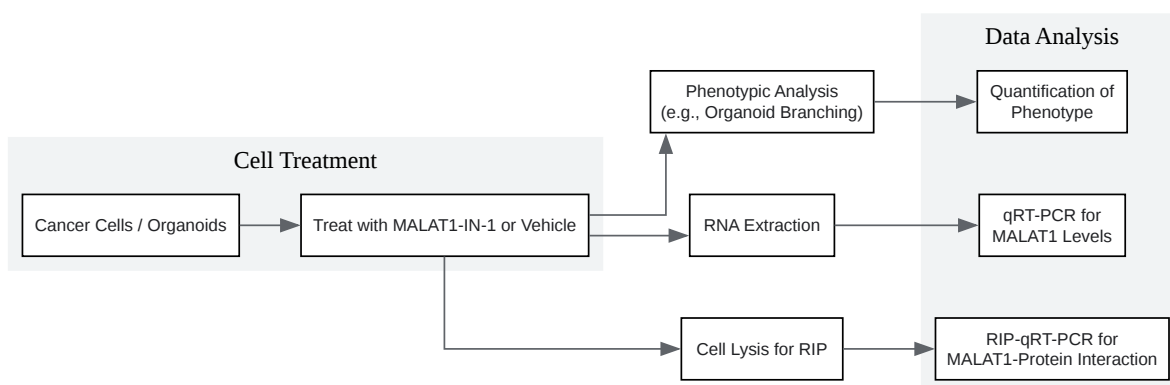 Data Analysis
Phenotypic Analysis
(e.g., Organoid Branching)
Quantification of
Phenotype
Cell Treatment
Cancer Cells / Organoids
Treat with MALAT1-IN-1 or Vehicle
RNA Extraction
qRT-PCR for
MALAT1 Levels
Cell Lysis for RIP
RIP-qRT-PCR for
MALAT1-Protein Interaction